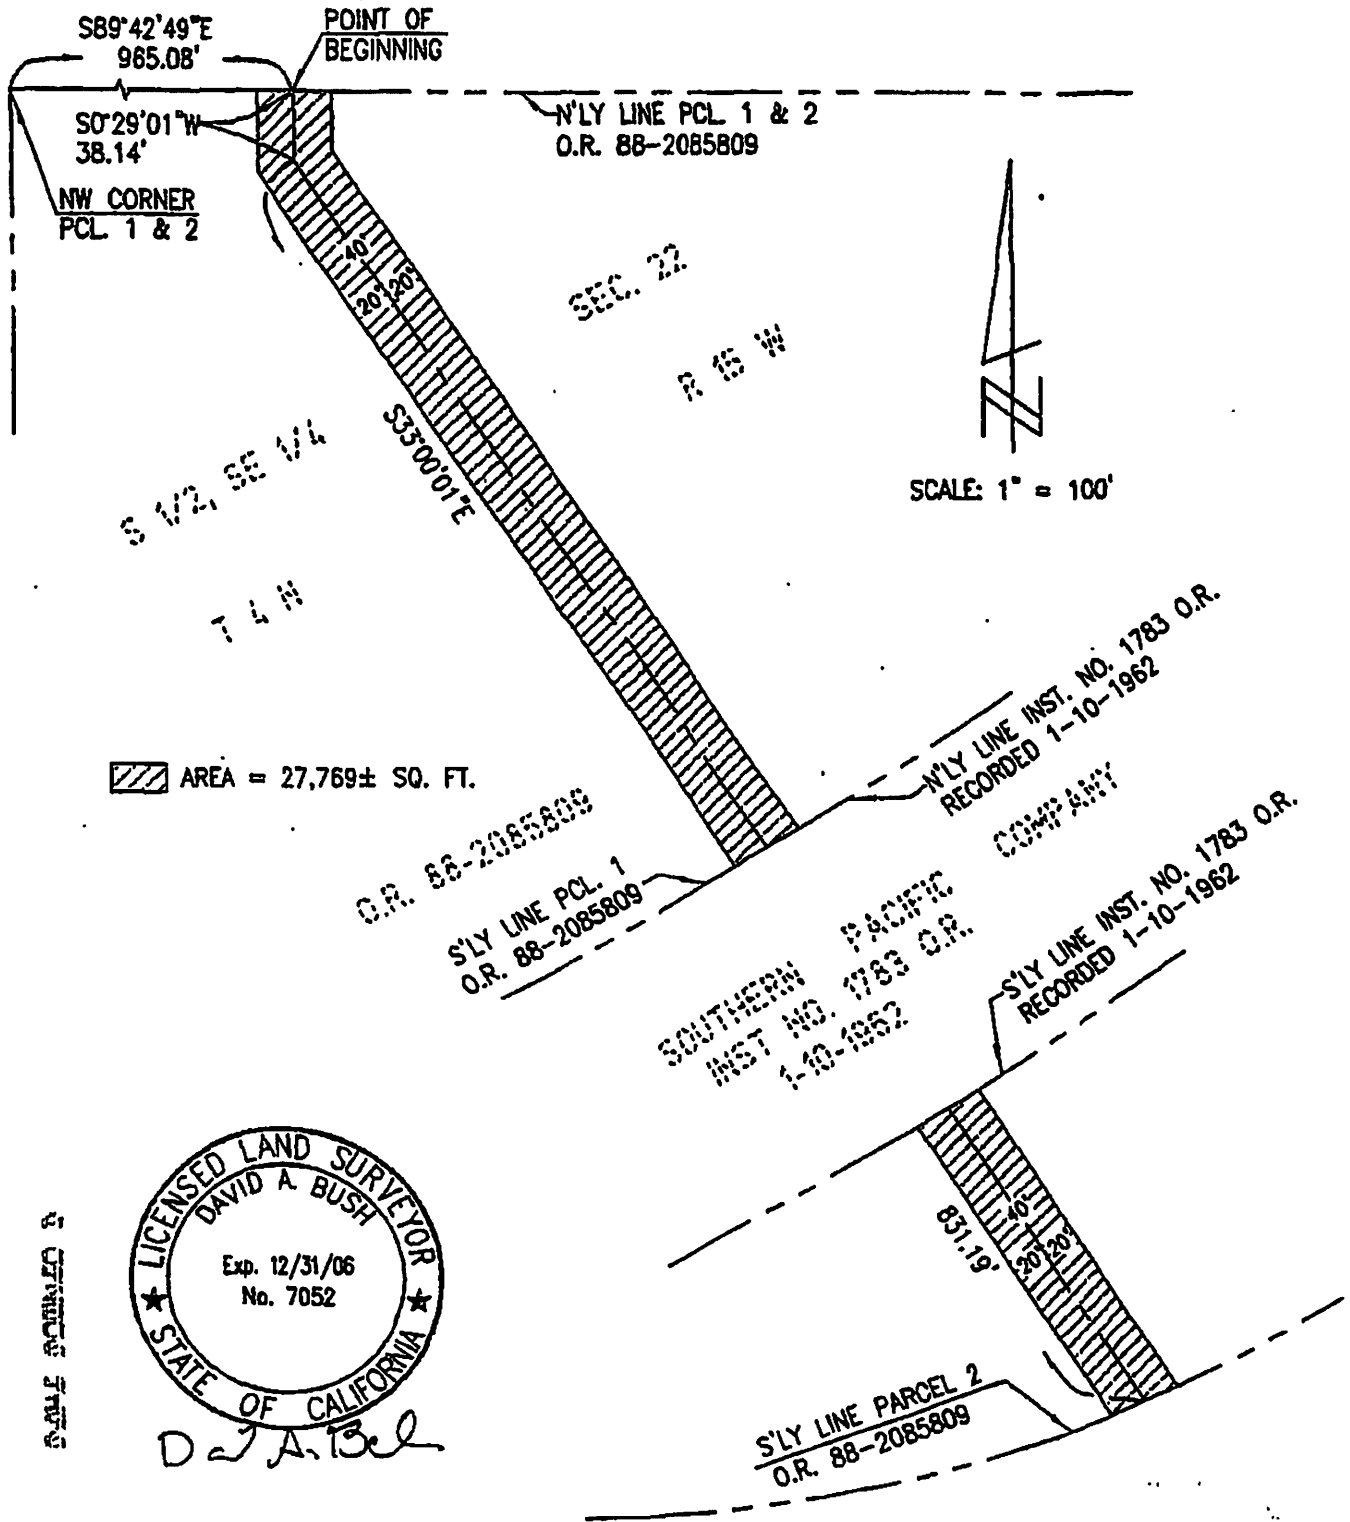 S89°42'49"E
965.08'
POINT OF
BEGINNING
S0°29'01"W
38.14'
NW CORNER
PCL. 1 & 2
N'LY LINE PCL. 1 & 2
O.R. 88-2085809
40'
20' 20'
SEC. 22
R 16 W
S33°00'01"E
S 1/2, SE 1/4
T 4 N
N
SCALE: 1" = 100'
AREA = 27,769± SQ. FT.
N'LY LINE INST. NO. 1783 O.R.
RECORDED 1-10-1962
O.R. 88-2085809
S'LY LINE PCL. 1
O.R. 88-2085809
SOUTHERN PACIFIC COMPANY
INST NO. 1783 O.R.
1-10-1962
S'LY LINE INST. NO. 1783 O.R.
RECORDED 1-10-1962
831.19'
40'
20' 20'
S'LY LINE PARCEL 2
O.R. 88-2085809
LICENSED LAND SURVEYOR
DAVID A. BUSH
Exp. 12/31/06
No. 7052
STATE OF CALIFORNIA